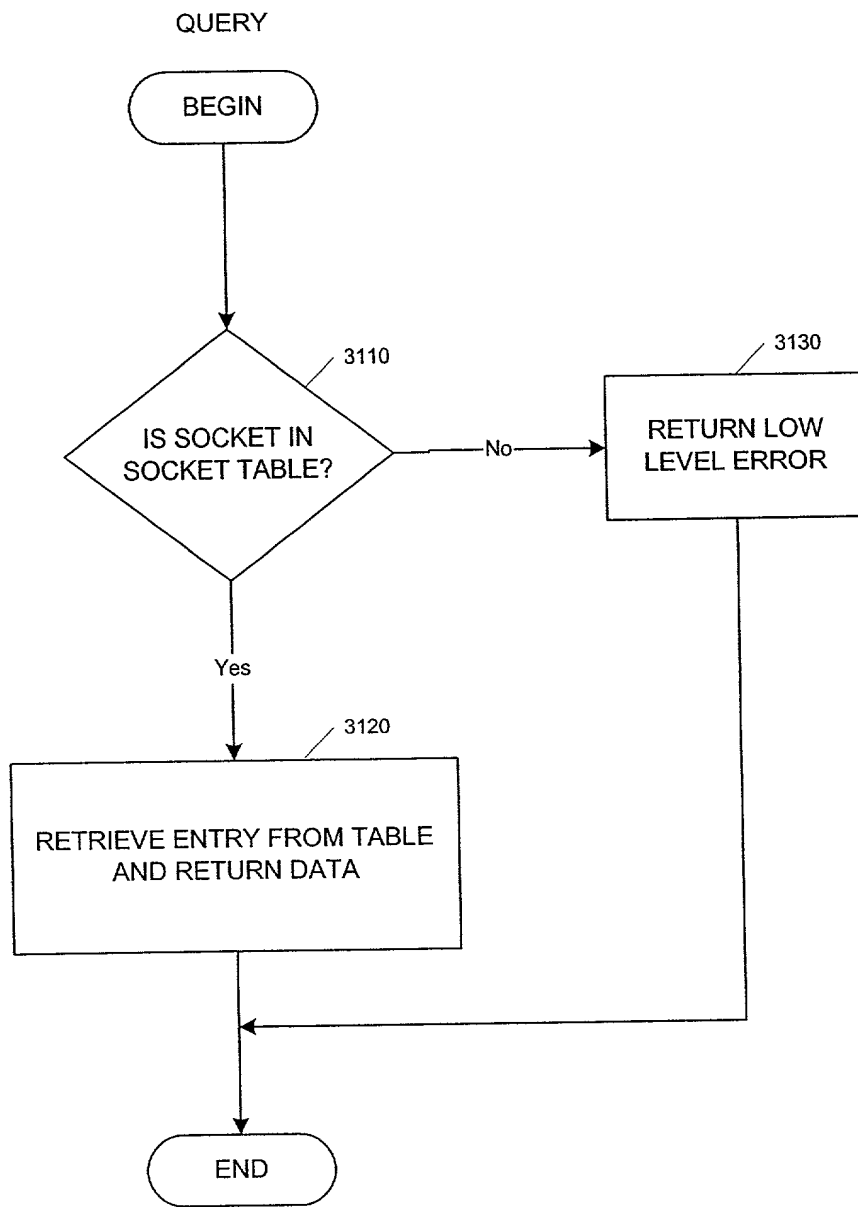 QUERY
BEGIN
3110
IS SOCKET IN
SOCKET TABLE?
No
3130
RETURN LOW
LEVEL ERROR
Yes
3120
RETRIEVE ENTRY FROM TABLE
AND RETURN DATA
END